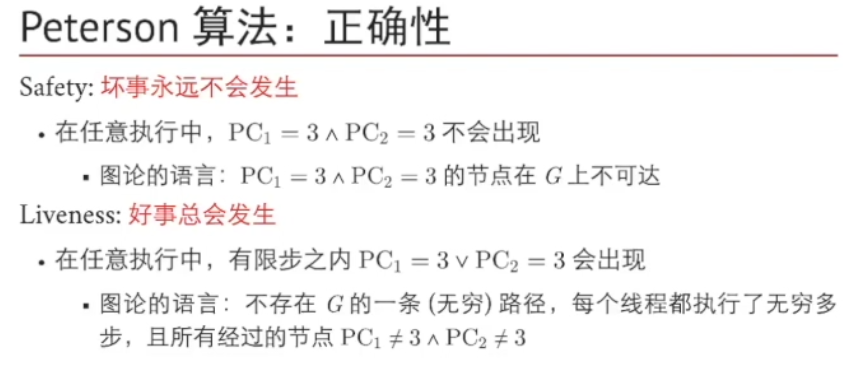 Peterson 算法：正确性
Safety: 坏事永远不会发生
• 在任意执行中，PC₁ = 3 ∧ PC₂ = 3 不会出现
▪ 图论的语言：PC₁ = 3 ∧ PC₂ = 3 的节点在 G 上不可达
Liveness: 好事总会发生
• 在任意执行中，有限步之内 PC₁ = 3 ∨ PC₂ = 3 会出现
▪ 图论的语言：不存在 G 的一条 (无穷) 路径，每个线程都执行了无穷多
步，且所有经过的节点 PC₁ ≠ 3 ∧ PC₂ ≠ 3